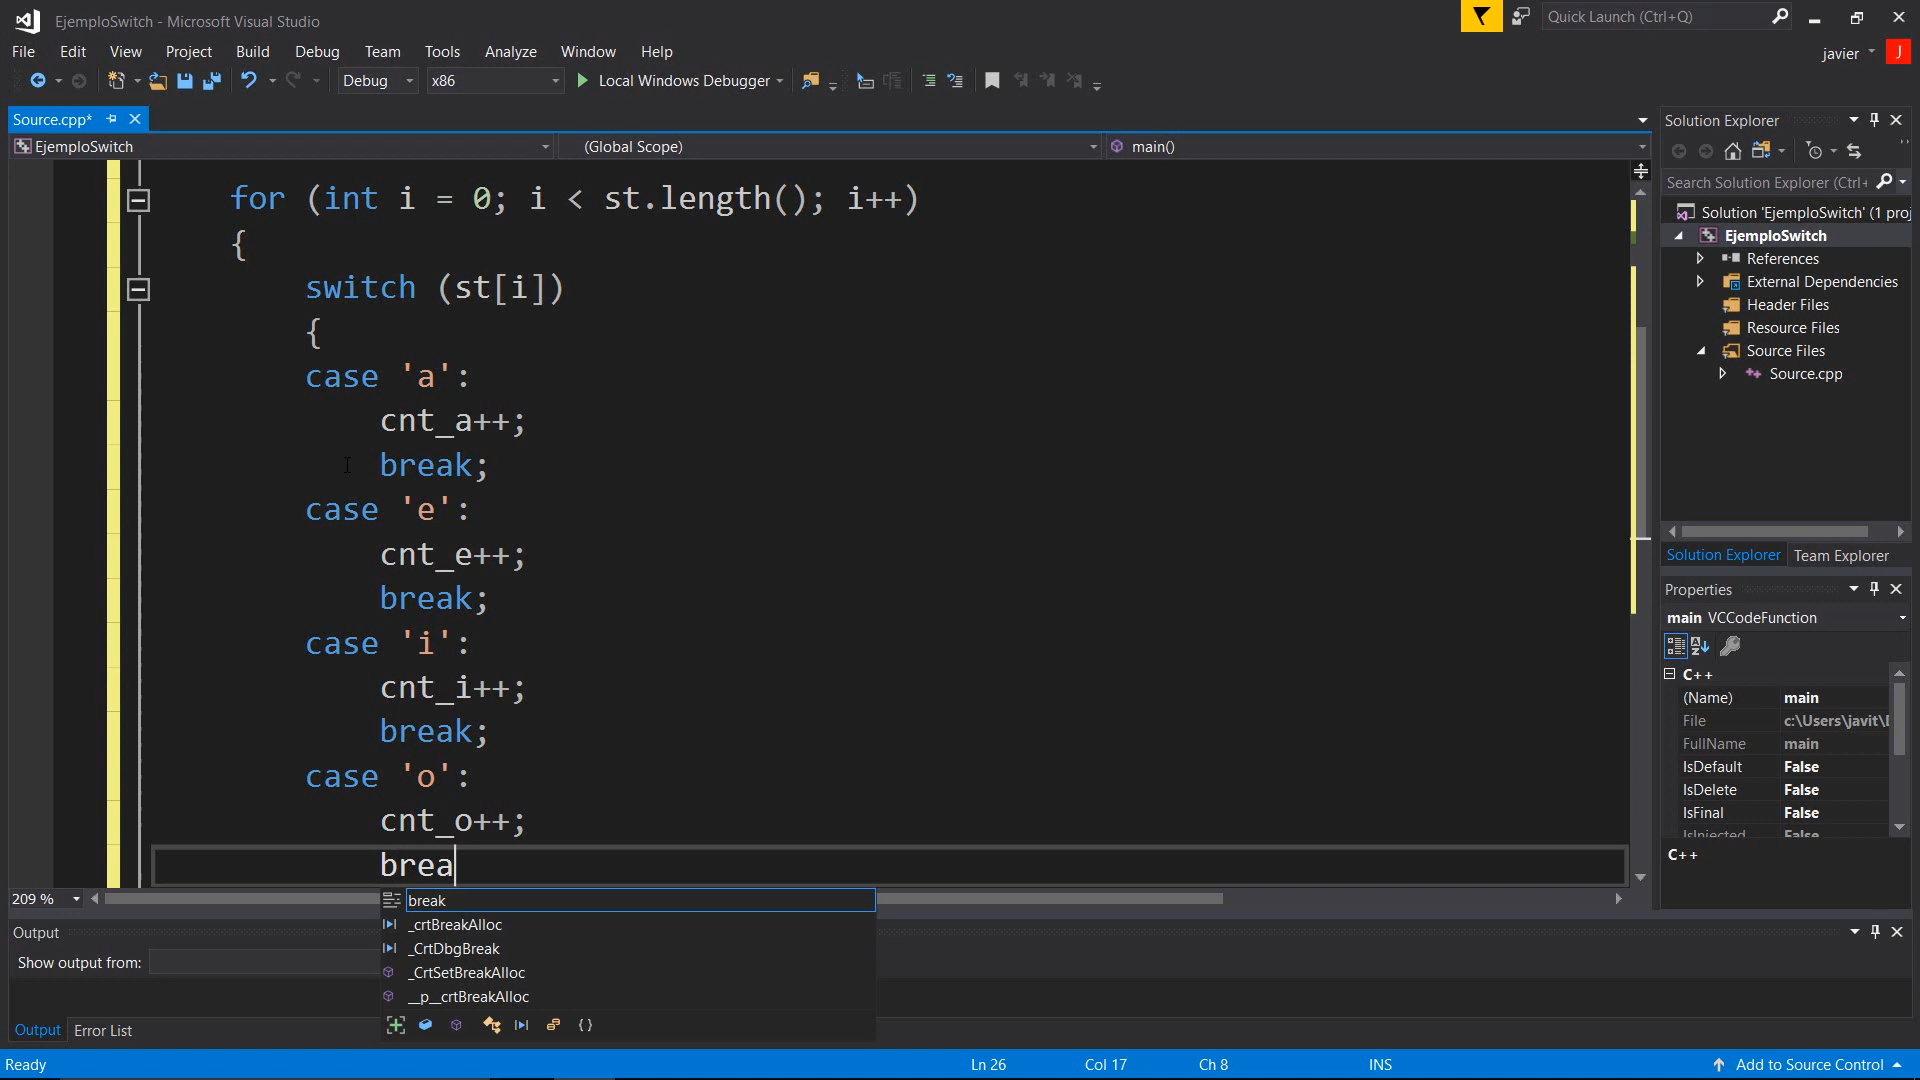 EjemploSwitch - Microsoft Visual Studio
Quick Launch (Ctrl+Q)
File Edit View Project Build Debug Team Tools Analyze Window Help
javier J
Debug x86 Local Windows Debugger
Source.cpp*
EjemploSwitch (Global Scope) main()
for (int i = 0; i < st.length(); i++)
{
switch (st[i])
{
case 'a':
cnt_a++;
break;
case 'e':
cnt_e++;
break;
case 'i':
cnt_i++;
break;
case 'o':
cnt_o++;
brea
break
_crtBreakAlloc
_CrtDbgBreak
_CrtSetBreakAlloc
__p__crtBreakAlloc
209 %
Output
Show output from:
Output Error List
Solution Explorer
Search Solution Explorer (Ctrl+
Solution 'EjemploSwitch' (1 proj
EjemploSwitch
References
External Dependencies
Header Files
Resource Files
Source Files
Source.cpp
Solution Explorer Team Explorer
Properties
main VCCodeFunction
C++
(Name) main
File c:\Users\javit\
FullName main
IsDefault False
IsDelete False
IsFinal False
IsInjected False
C++
Ready Ln 26 Col 17 Ch 8 INS Add to Source Control